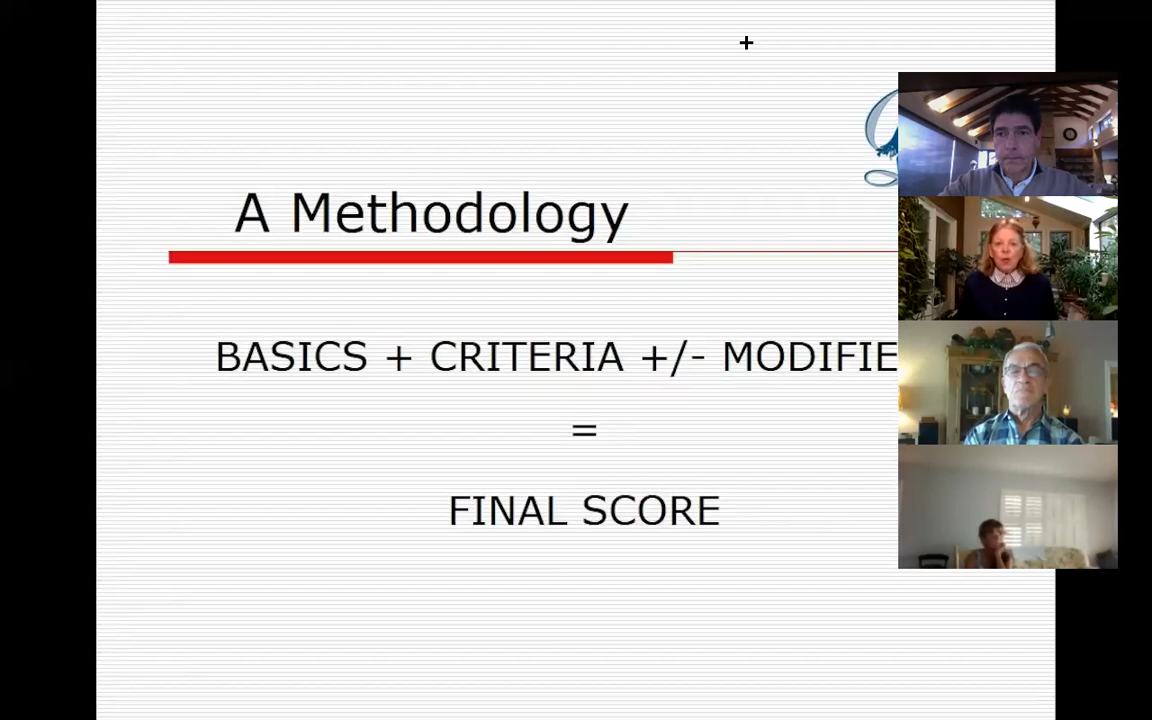 A Methodology
BASICS + CRITERIA +/- MODIFIE
=
FINAL SCORE